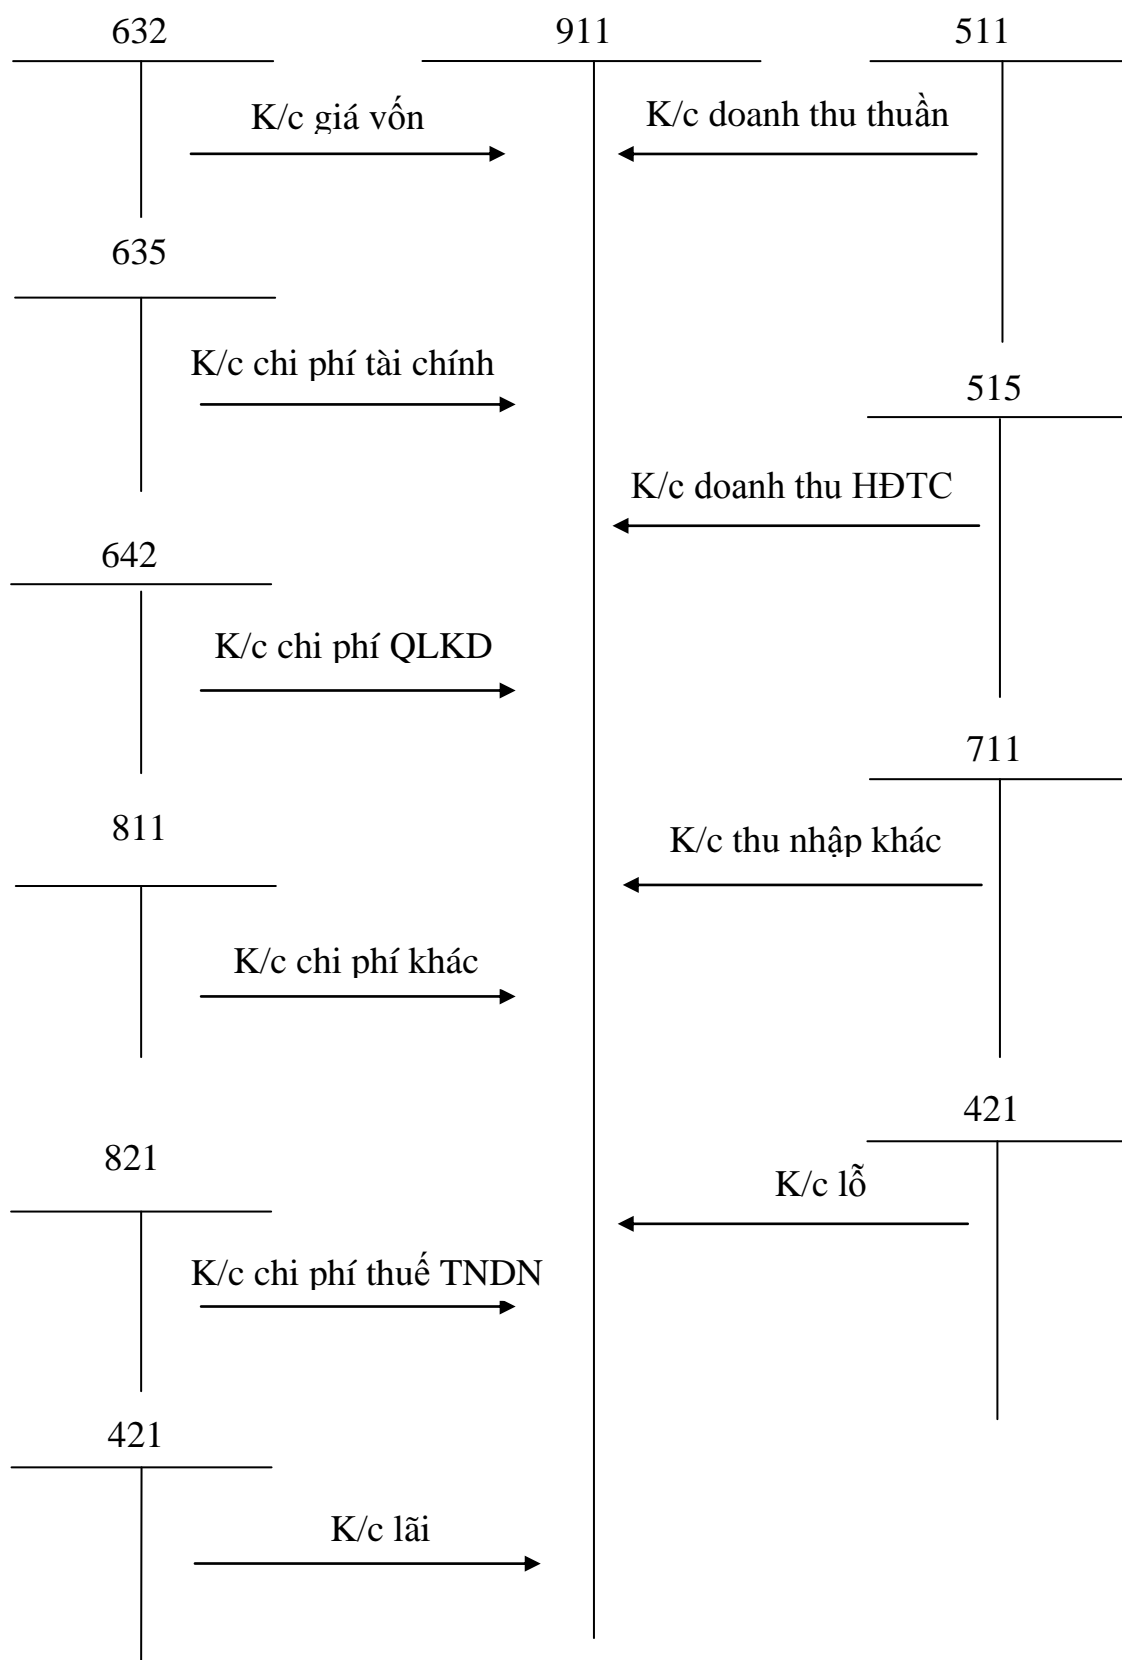 632
911
511
K/c giá vốn
K/c doanh thu thuần
635
K/c chi phí tài chính
515
K/c doanh thu HĐTC
642
K/c chi phí QLKD
711
811
K/c thu nhập khác
K/c chi phí khác
421
821
K/c lỗ
K/c chi phí thuế TNDN
421
K/c lãi